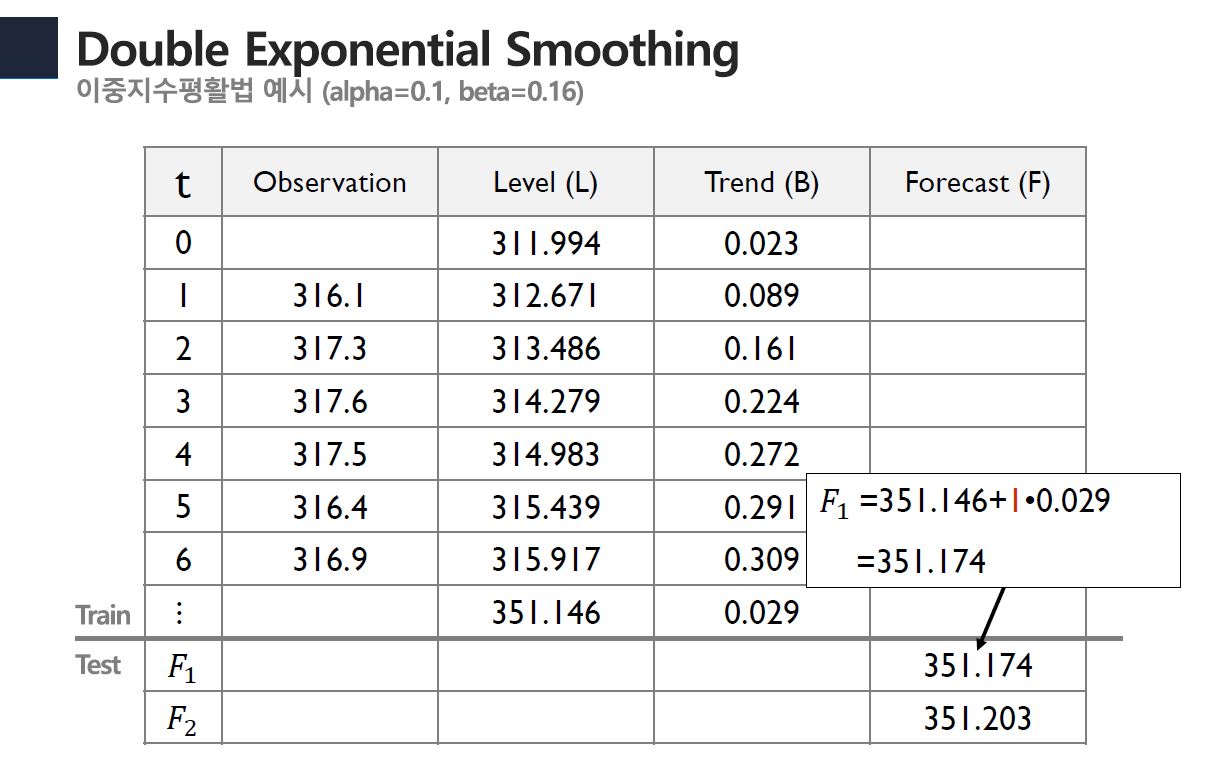 Double Exponential Smoothing
이중지수평활법 예시 (alpha=0.1, beta=0.16)
t Observation Level (L) Trend (B) Forecast (F)
0 311.994 0.023
1 316.1 312.671 0.089
2 317.3 313.486 0.161
3 317.6 314.279 0.224
4 317.5 314.983 0.272
5 316.4 315.439 0.291
6 316.9 315.917 0.309
F₁ =351.146+1•0.029
=351.174
Train ⋮ 351.146 0.029
Test F₁ 351.174
F₂ 351.203